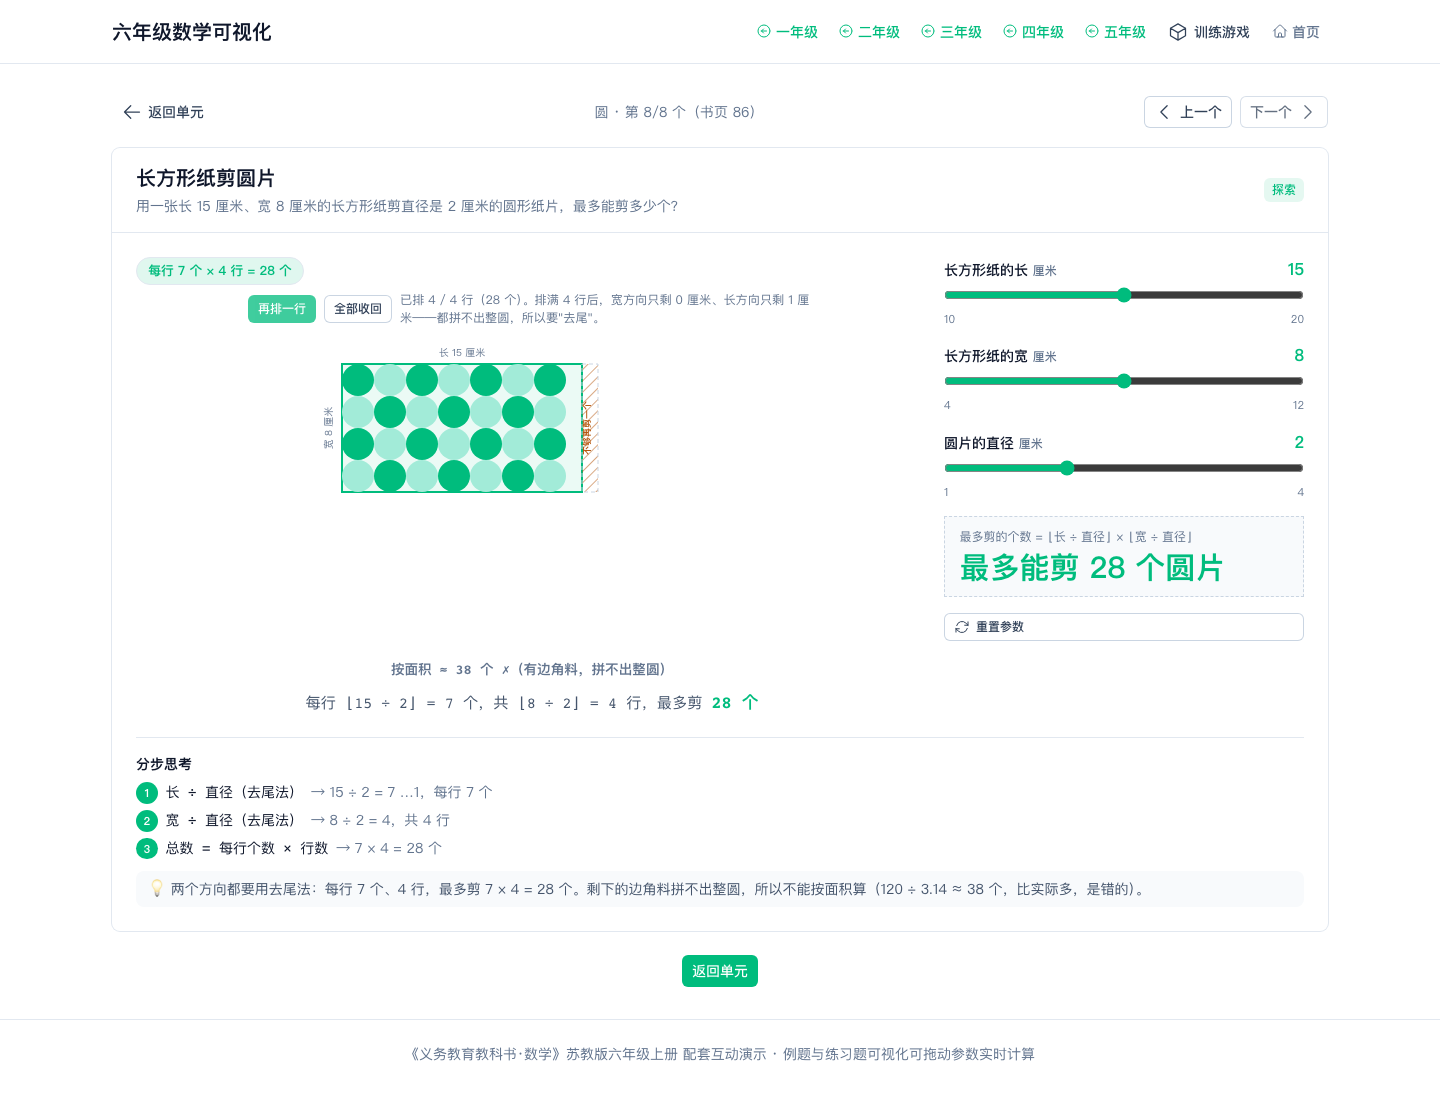 六年级数学可视化
一年级 二年级 三年级 四年级 五年级 训练游戏 首页
返回单元
圆 · 第 8/8 个（书页 86）
上一个 下一个
长方形纸剪圆片
用一张长 15 厘米、宽 8 厘米的长方形纸剪直径是 2 厘米的圆形纸片，最多能剪多少个？
探索
每行 7 个 × 4 行 = 28 个
再排一行 全部收回
已排 4 / 4 行（28 个）。排满 4 行后，宽方向只剩 0 厘米、长方向只剩 1 厘
米——都拼不出整圆，所以要"去尾"。
长 15 厘米
宽 8 厘米
长方形纸的长 厘米 15
10 20
长方形纸的宽 厘米 8
4 12
圆片的直径 厘米 2
1 4
最多剪的个数 = ⌊长 ÷ 直径⌋ × ⌊宽 ÷ 直径⌋
最多能剪 28 个圆片
重置参数
按面积 ≈ 38 个 ✗（有边角料，拼不出整圆）
每行 ⌊15 ÷ 2⌋ = 7 个，共 ⌊8 ÷ 2⌋ = 4 行，最多剪 28 个
分步思考
1 长 ÷ 直径（去尾法） → 15 ÷ 2 = 7 …1，每行 7 个
2 宽 ÷ 直径（去尾法） → 8 ÷ 2 = 4，共 4 行
3 总数 = 每行个数 × 行数 → 7 × 4 = 28 个
💡 两个方向都要用去尾法：每行 7 个、4 行，最多剪 7 × 4 = 28 个。剩下的边角料拼不出整圆，所以不能按面积算（120 ÷ 3.14 ≈ 38 个，比实际多，是错的）。
返回单元
《义务教育教科书·数学》苏教版六年级上册 配套互动演示 · 例题与练习题可视化可拖动参数实时计算